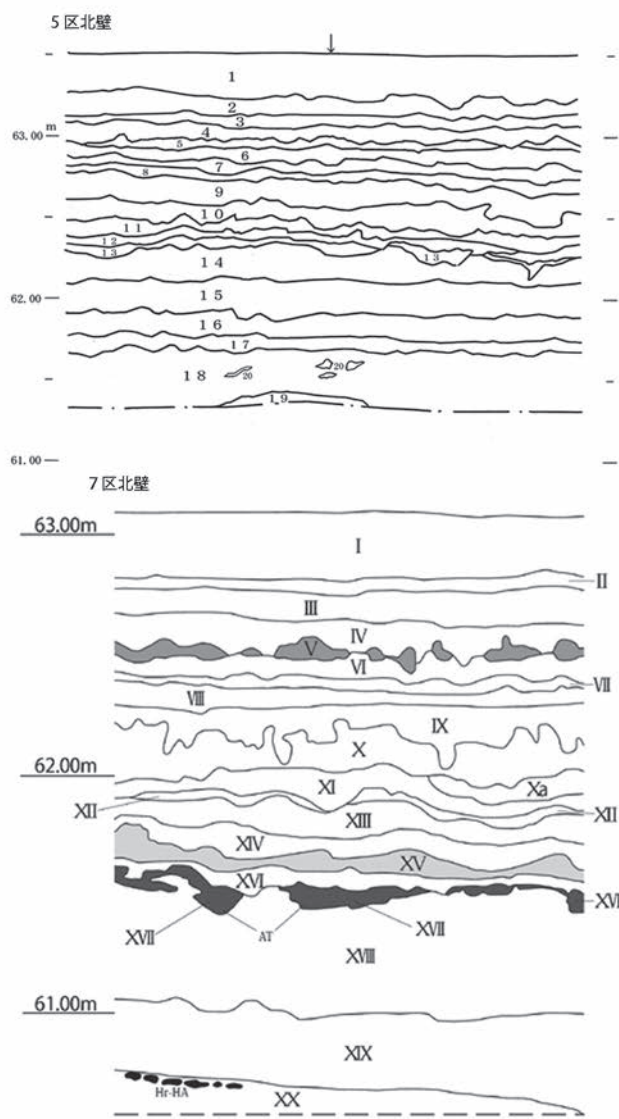 5区北壁
1
2
63.00 m
3
4
5
6
7
8
9
10
11
12
13
13
14
62.00
15
16
17
18
20
20
19
61.00
7区北壁
63.00m
I
II
III
IV
V
VI
VII
VIII
IX
X
62.00m
XI
Xa
XII
XII
XIII
XIV
XV
XVI
XVI
XVII
AT
XVII
XVIII
61.00m
XIX
Hr-HA
XX